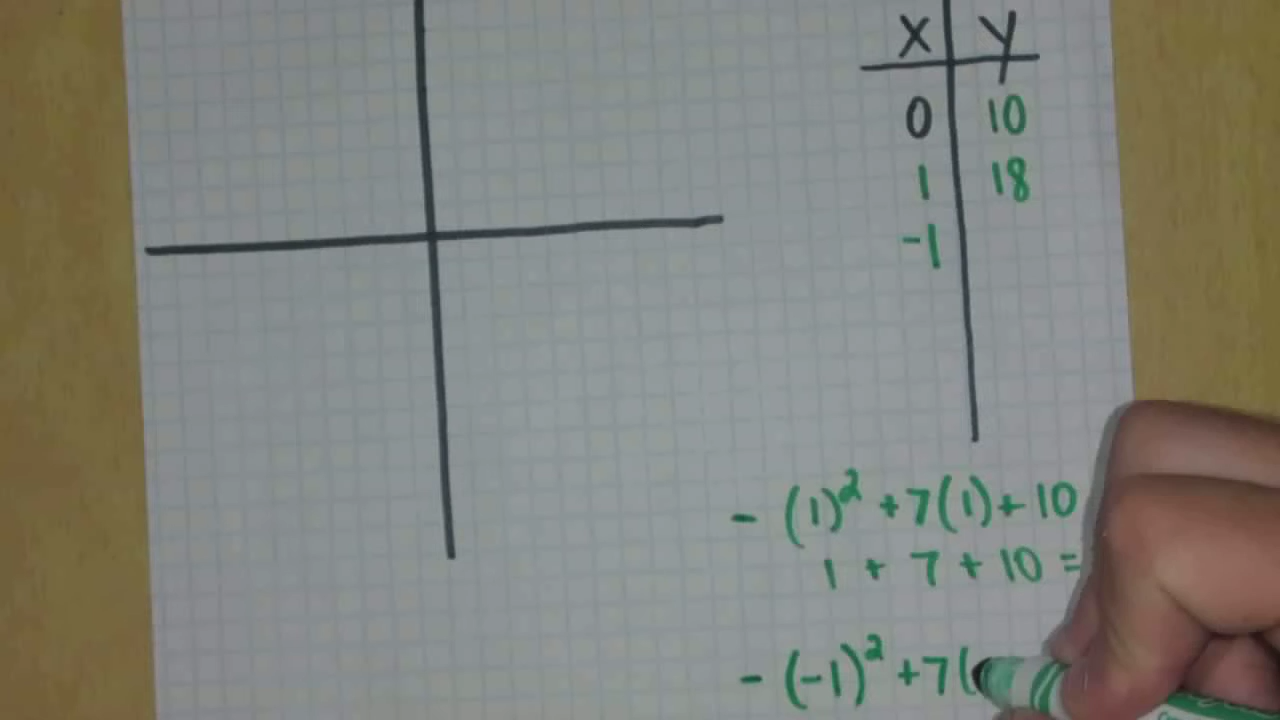 X Y
0 10
1 18
-1
- (1)² + 7(1) + 10
1 + 7 + 10 =
- (-1)² + 7(